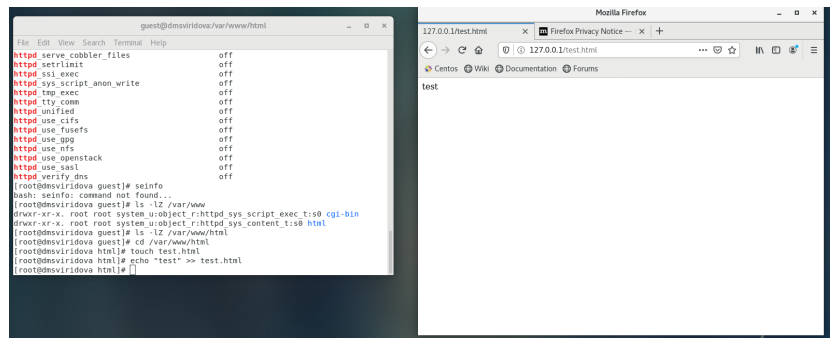 guest@dmsviridova:/var/www/html
File Edit View Search Terminal Help
httpd_serve_cobbler_files off
httpd_setrlimit off
httpd_ssi_exec off
httpd_sys_script_anon_write off
httpd_tmp_exec off
httpd_tty_comm off
httpd_unified off
httpd_use_cifs off
httpd_use_fusefs off
httpd_use_gpg off
httpd_use_nfs off
httpd_use_openstack off
httpd_use_sasl off
httpd_verify_dns off
[root@dmsviridova guest]# seinfo
bash: seinfo: command not found...
[root@dmsviridova guest]# ls -lZ /var/www
drwxr-xr-x. root root system_u:object_r:httpd_sys_script_exec_t:s0 cgi-bin
drwxr-xr-x. root root system_u:object_r:httpd_sys_content_t:s0 html
[root@dmsviridova guest]# ls -lZ /var/www/html
[root@dmsviridova guest]# cd /var/www/html
[root@dmsviridova html]# touch test.html
[root@dmsviridova html]# echo "test" >> test.html
[root@dmsviridova html]#
Mozilla Firefox
127.0.0.1/test.html Firefox Privacy Notice —
127.0.0.1/test.html
Centos Wiki Documentation Forums
test